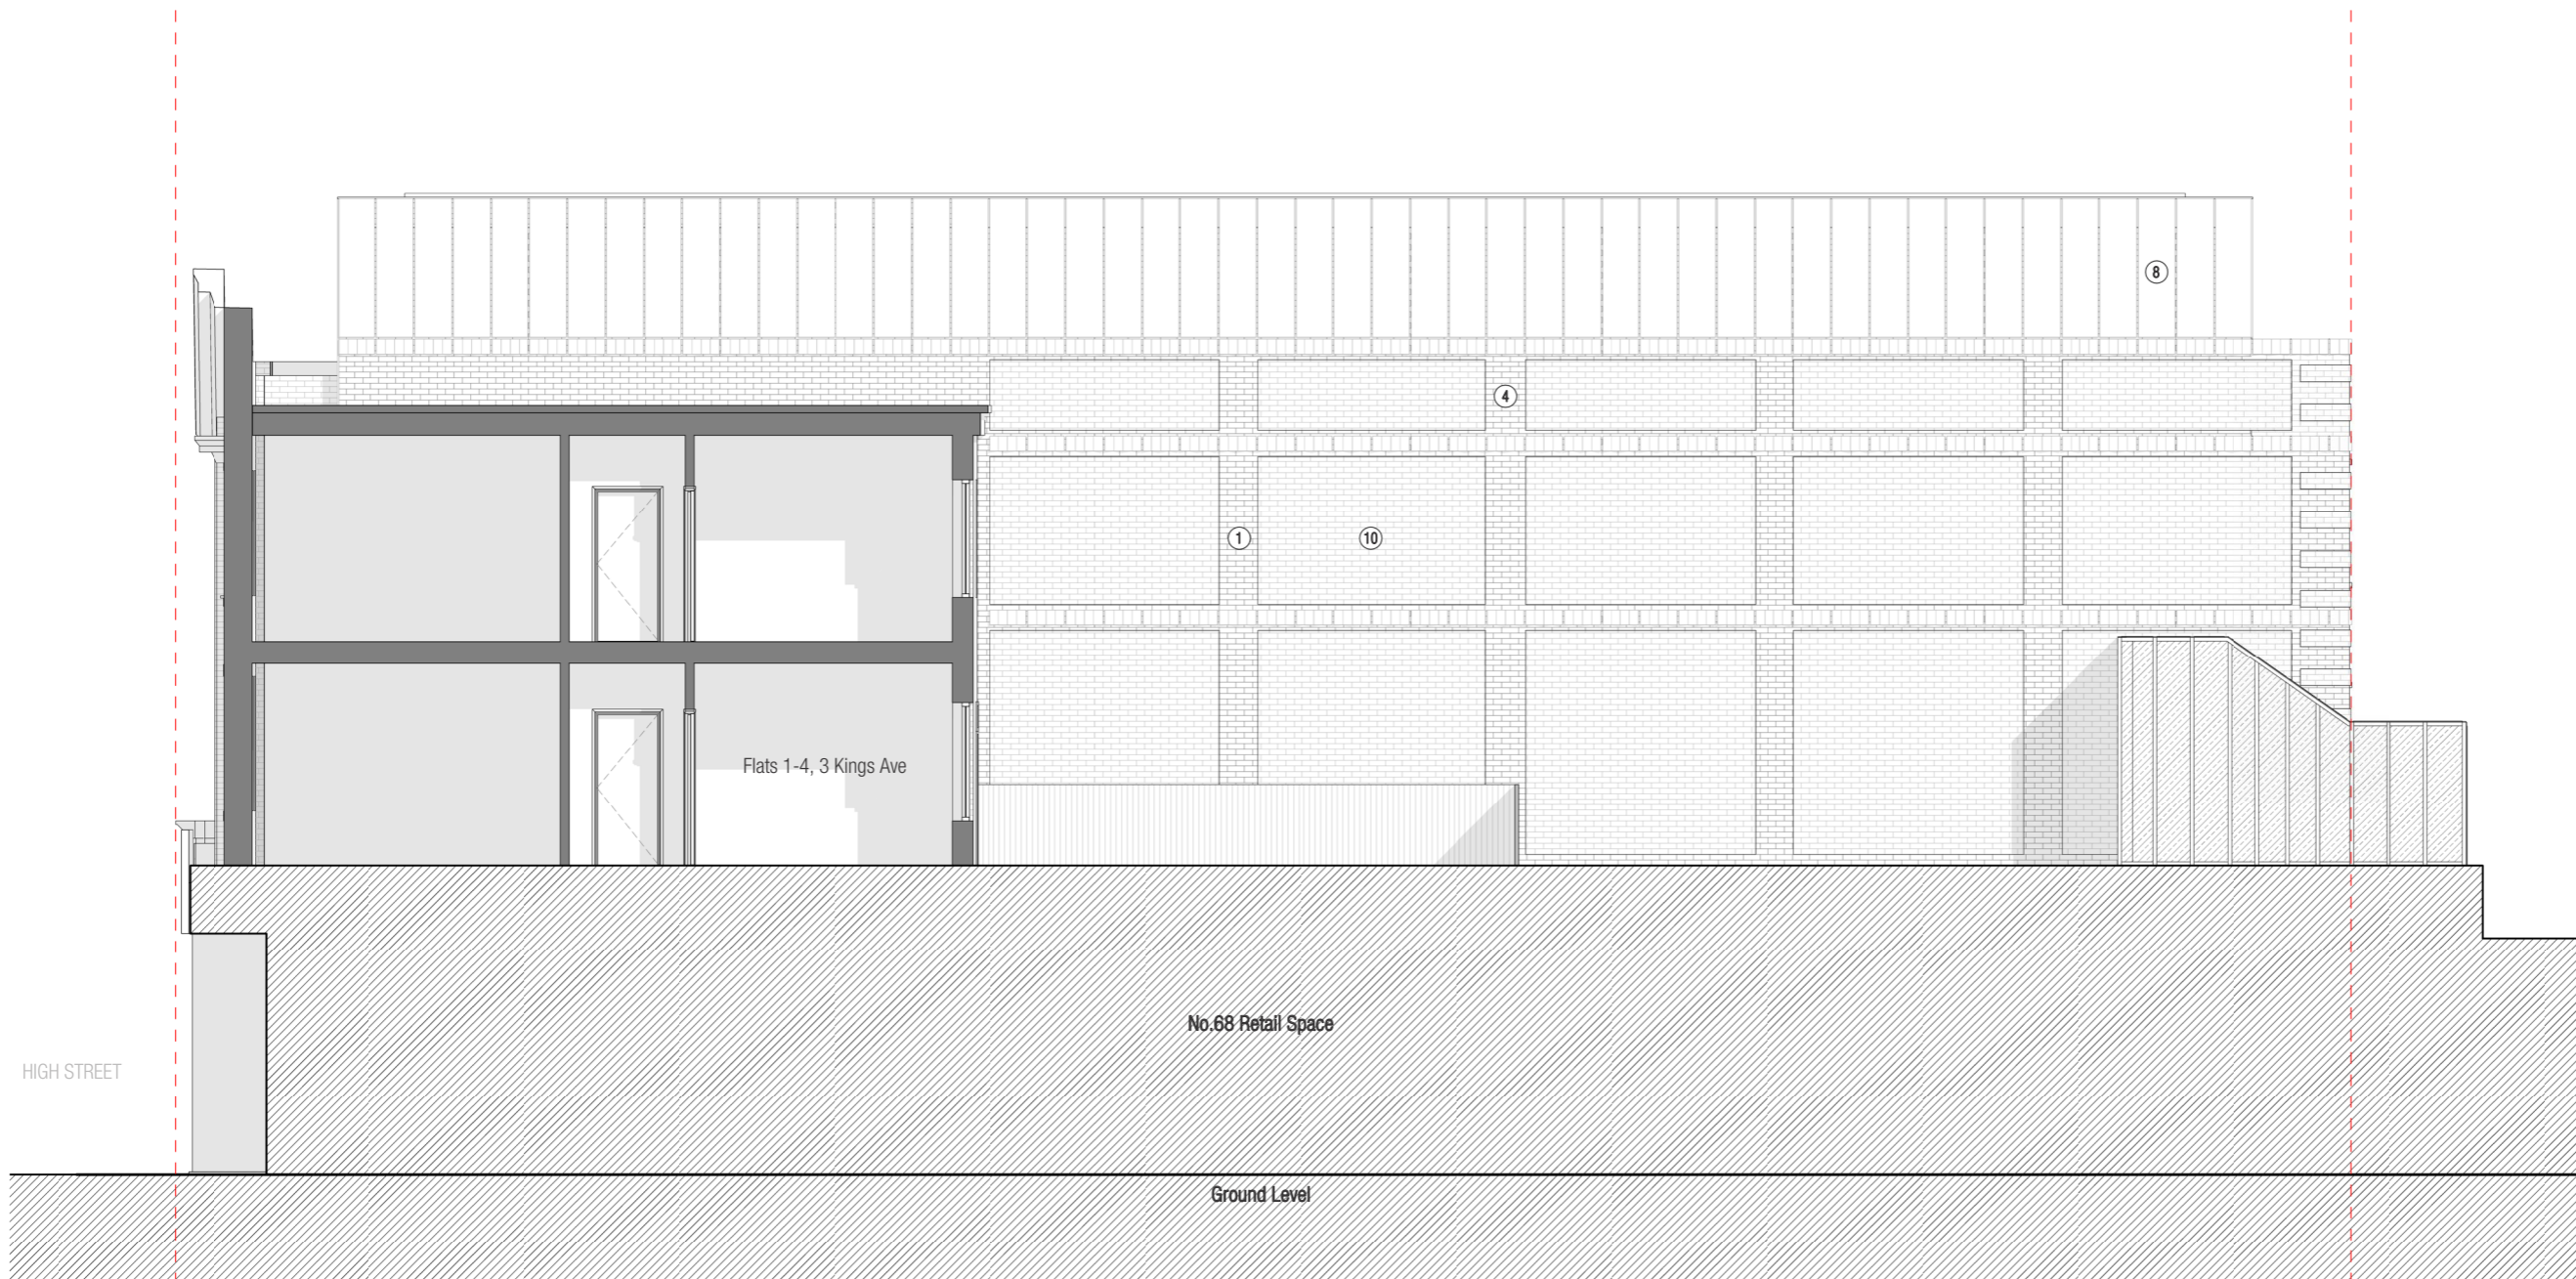 8
4
1
10
Flats 1-4, 3 Kings Ave
No.68 Retail Space
HIGH STREET
Ground Level